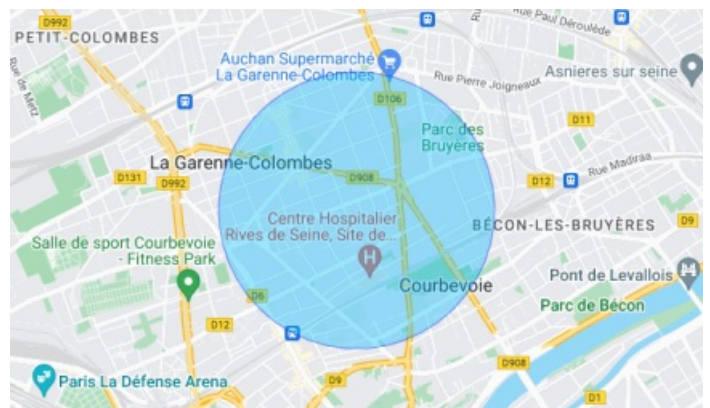 D992
Rue Paul Déroulède
PETIT-COLOMBES
Auchan Supermarché
La Garenne-Colombes
Asnieres sur seine
Rue de Metz
Rue Pierre Joigneaux
D106
D11
Parc des
Bruyères
La Garenne-Colombes
Rue Madiraa
D131
D992
D908
D12
Centre Hospitalier
Rives de Seine, Site de...
H
BÉCON-LES-BRUYÈRES
D9
Salle de sport Courbevoie
- Fitness Park
Pont de Levallois
Courbevoie
D6
Parc de Bécon
D12
D908
Paris La Défense Arena
D9
D1